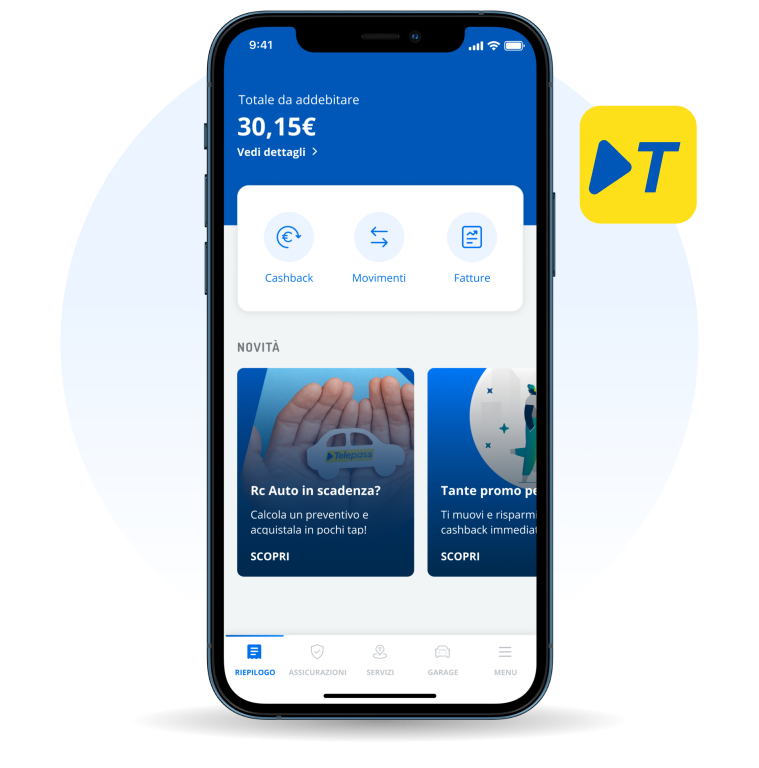 9:41
Totale da addebitare
30,15€
Vedi dettagli >
T
Cashback
Movimenti
Fatture
NOVITÀ
Telepass
Rc Auto in scadenza?
Calcola un preventivo e
acquistala in pochi tap!
SCOPRI
Tante promo pe
Ti muovi e risparmi
cashback immediat
SCOPRI
RIEPILOGO
ASSICURAZIONI
SERVIZI
GARAGE
MENU